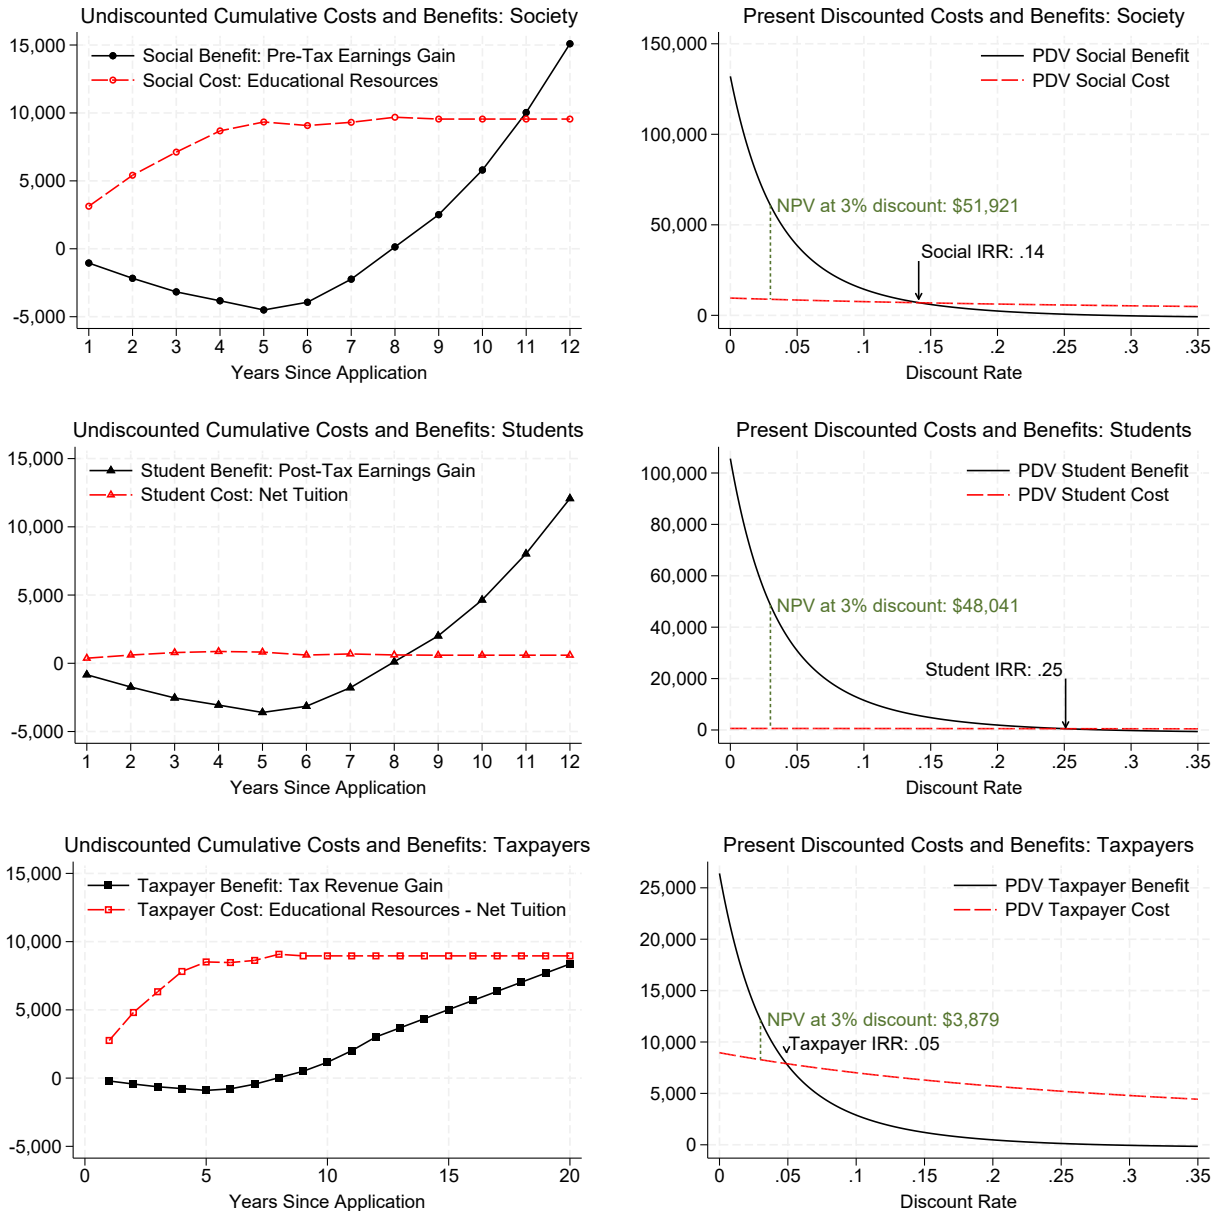 Undiscounted Cumulative Costs and Benefits: Society
15,000
10,000
5,000
0
-5,000
Social Benefit: Pre-Tax Earnings Gain
Social Cost: Educational Resources
1 2 3 4 5 6 7 8 9 10 11 12
Years Since Application
Present Discounted Costs and Benefits: Society
150,000
100,000
50,000
0
PDV Social Benefit
PDV Social Cost
NPV at 3% discount: $51,921
Social IRR: .14
0 .05 .1 .15 .2 .25 .3 .35
Discount Rate
Undiscounted Cumulative Costs and Benefits: Students
15,000
10,000
5,000
0
-5,000
Student Benefit: Post-Tax Earnings Gain
Student Cost: Net Tuition
1 2 3 4 5 6 7 8 9 10 11 12
Years Since Application
Present Discounted Costs and Benefits: Students
100,000
80,000
60,000
40,000
20,000
0
PDV Student Benefit
PDV Student Cost
NPV at 3% discount: $48,041
Student IRR: .25
0 .05 .1 .15 .2 .25 .3 .35
Discount Rate
Undiscounted Cumulative Costs and Benefits: Taxpayers
15,000
10,000
5,000
0
-5,000
Taxpayer Benefit: Tax Revenue Gain
Taxpayer Cost: Educational Resources - Net Tuition
0 5 10 15 20
Years Since Application
Present Discounted Costs and Benefits: Taxpayers
25,000
20,000
15,000
10,000
5,000
0
PDV Taxpayer Benefit
PDV Taxpayer Cost
NPV at 3% discount: $3,879
Taxpayer IRR: .05
0 .05 .1 .15 .2 .25 .3 .35
Discount Rate